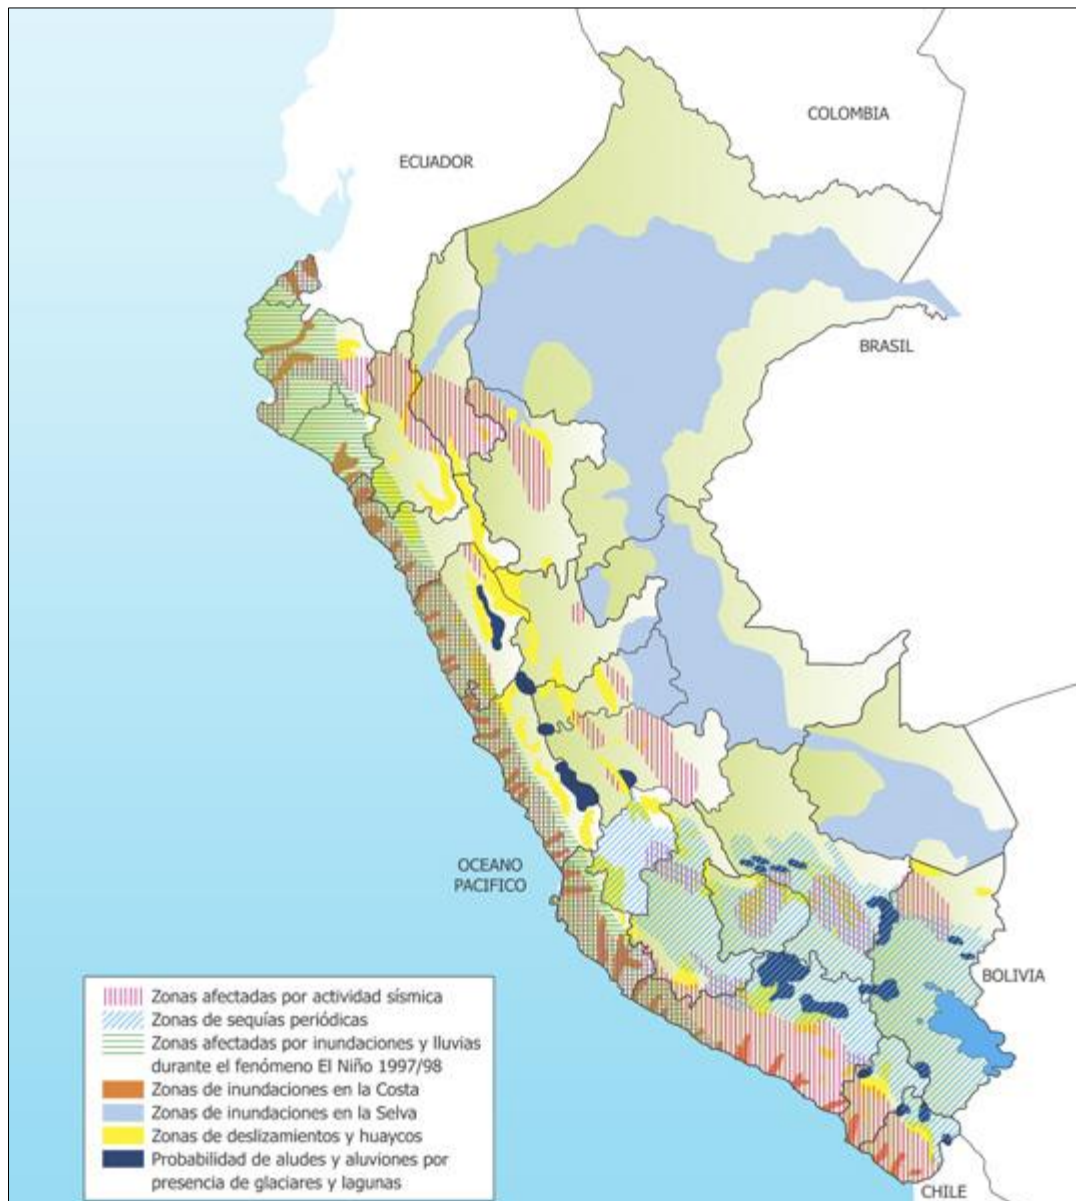 COLOMBIA
ECUADOR
BRASIL
OCEANO
PACIFICO
BOLIVIA
Zonas afectadas por actividad sísmica
Zonas de sequías periódicas
Zonas afectadas por inundaciones y lluvias
durante el fenómeno El Niño 1997/98
Zonas de inundaciones en la Costa
Zonas de inundaciones en la Selva
Zonas de deslizamientos y huaycos
Probabilidad de aludes y aluviones por
presencia de glaciares y lagunas
CHILE